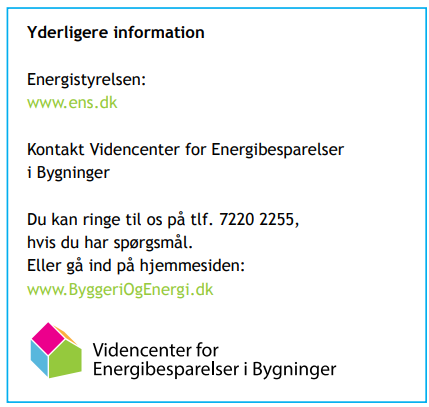 Yderligere information
Energistyrelsen:
www.ens.dk
Kontakt Videncenter for Energibesparelser
i Bygninger
Du kan ringe til os på tlf. 7220 2255,
hvis du har spørgsmål.
Eller gå ind på hjemmesiden:
www.ByggeriOgEnergi.dk
Videncenter for
Energibesparelser i Bygninger